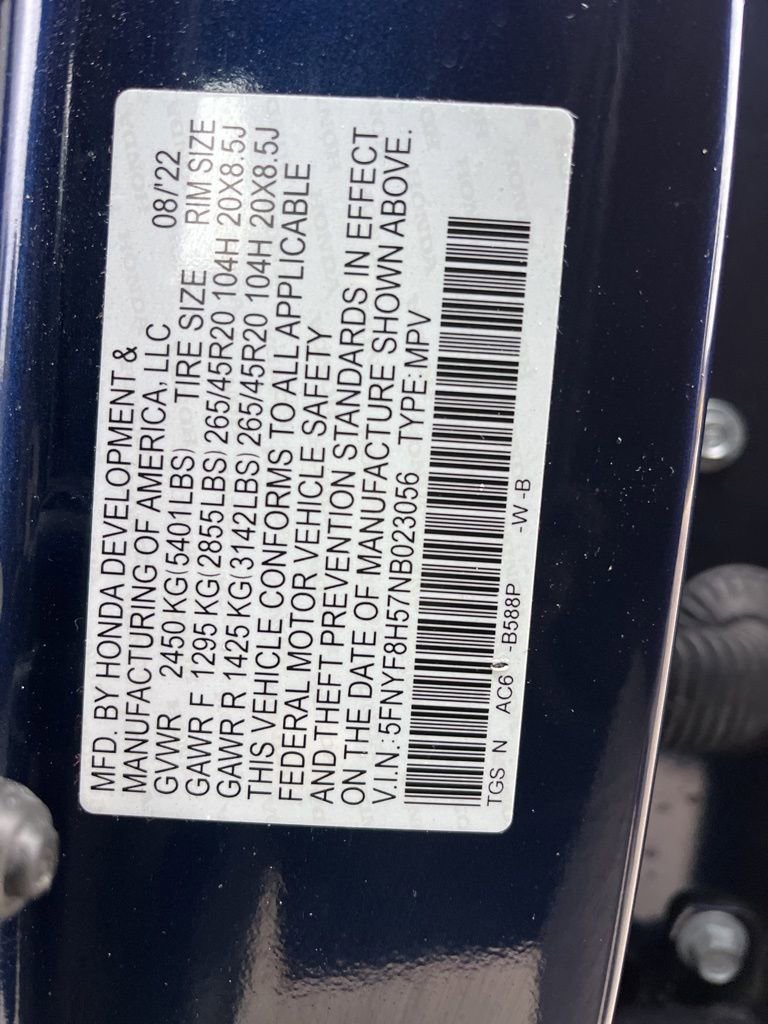 MFD. BY HONDA DEVELOPMENT &
MANUFACTURING OF AMERICA, LLC 08/'22
GVWR 2450 KG(5401LBS) TIRE SIZE RIM SIZE
GAWR F 1295 KG(2855LBS) 265/45R20 104H 20X8.5J
GAWR R 1425 KG(3142LBS) 265/45R20 104H 20X8.5J
THIS VEHICLE CONFORMS TO ALL APPLICABLE
FEDERAL MOTOR VEHICLE SAFETY
AND THEFT PREVENTION STANDARDS IN EFFECT
ON THE DATE OF MANUFACTURE SHOWN ABOVE.
V.I.N.:5FNYF8H57NB023056 TYPE:MPV
TGS N AC6 -B588P -W -B